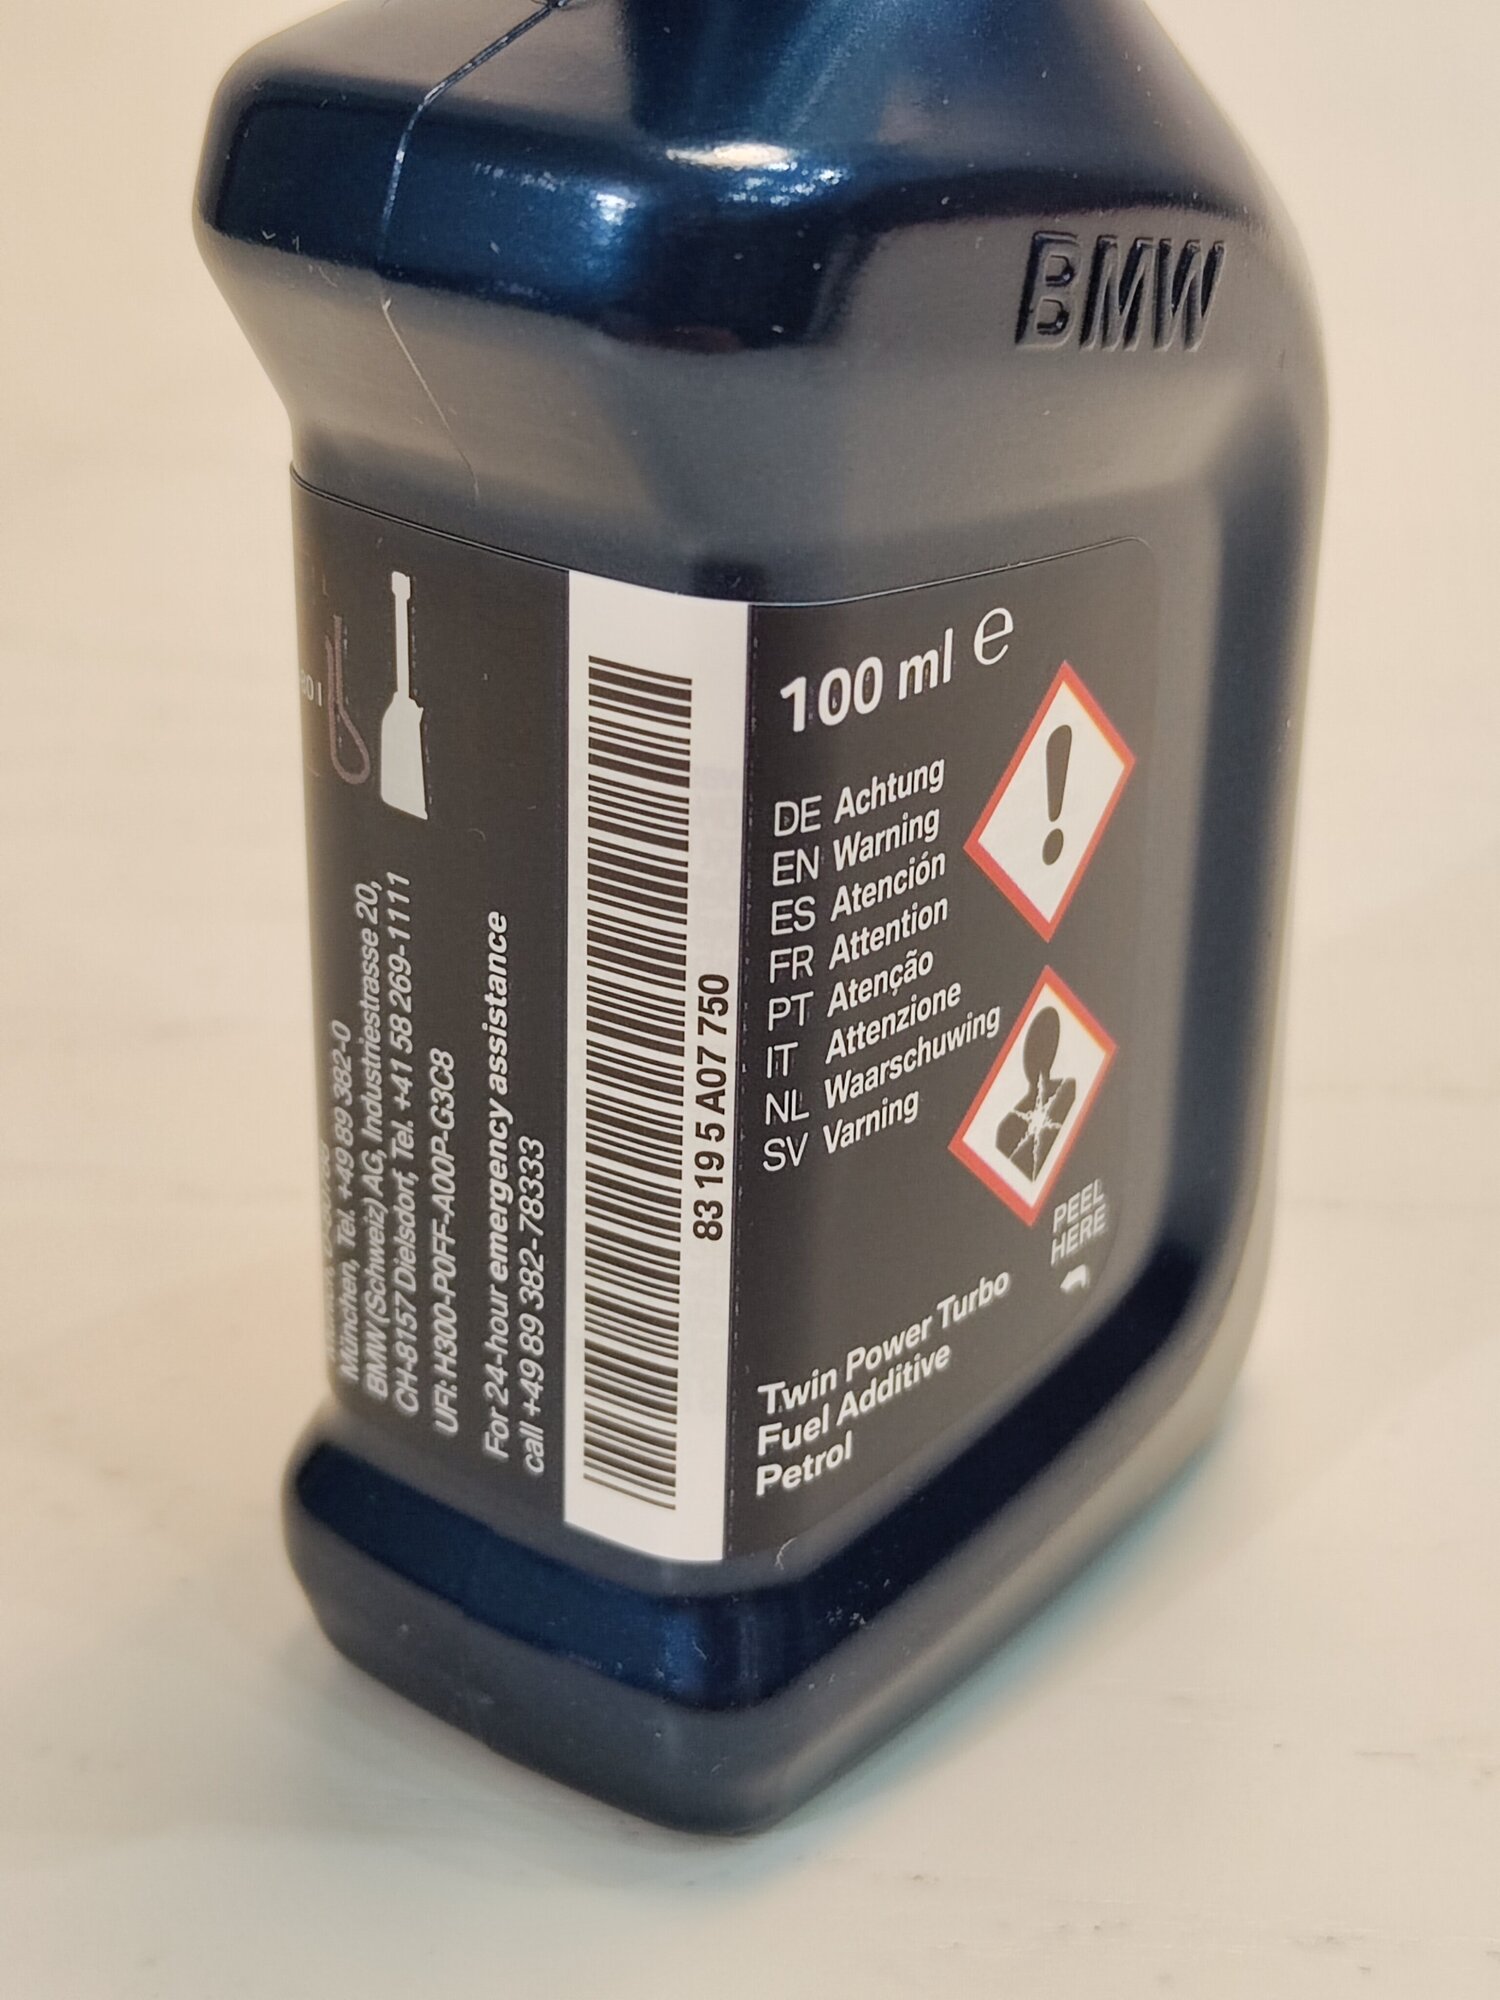 BMW
80 l
München, Tel. +49 89 382-0
BMW (Schweiz) AG, Industriestrasse 20,
CH-8157 Dielsdorf, Tel. +41 58 269-1111
UFI: H300-P0FF-A00P-G3C8
For 24-hour emergency assistance
call +49 89 382-78333
83 19 5 A07 750
100 ml ℮
DE Achtung
EN Warning
ES Atención
FR Attention
PT Atenção
IT Attenzione
NL Waarschuwing
SV Varning
PEEL
HERE
Twin Power Turbo
Fuel Additive
Petrol